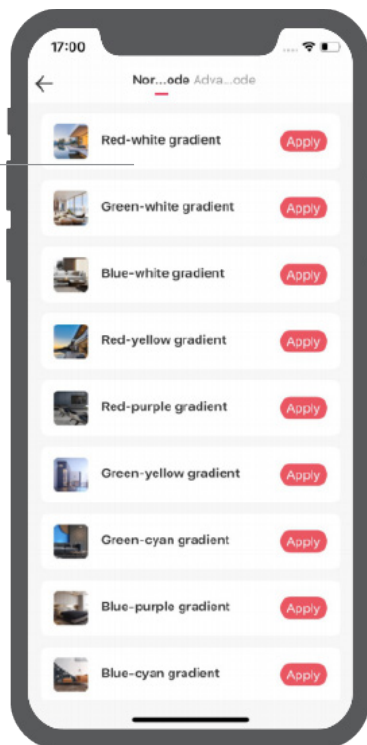 17:00
Nor...ode Adva...ode
Red-white gradient Apply
Green-white gradient Apply
Blue-white gradient Apply
Red-yellow gradient Apply
Red-purple gradient Apply
Green-yellow gradient Apply
Green-cyan gradient Apply
Blue-purple gradient Apply
Blue-cyan gradient Apply